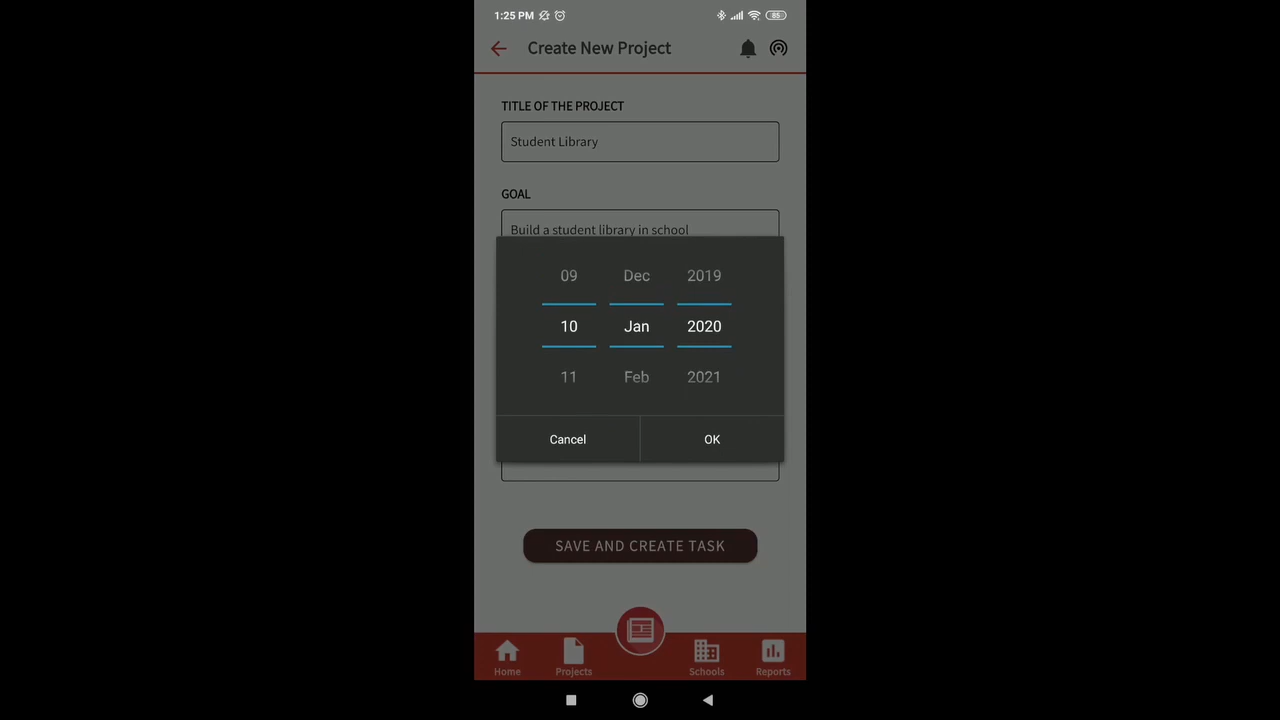 1:25 PM
85
Create New Project
TITLE OF THE PROJECT
Student Library
GOAL
Build a student library in school
09 Dec 2019
10 Jan 2020
11 Feb 2021
Cancel OK
SAVE AND CREATE TASK
Home Projects Schools Reports